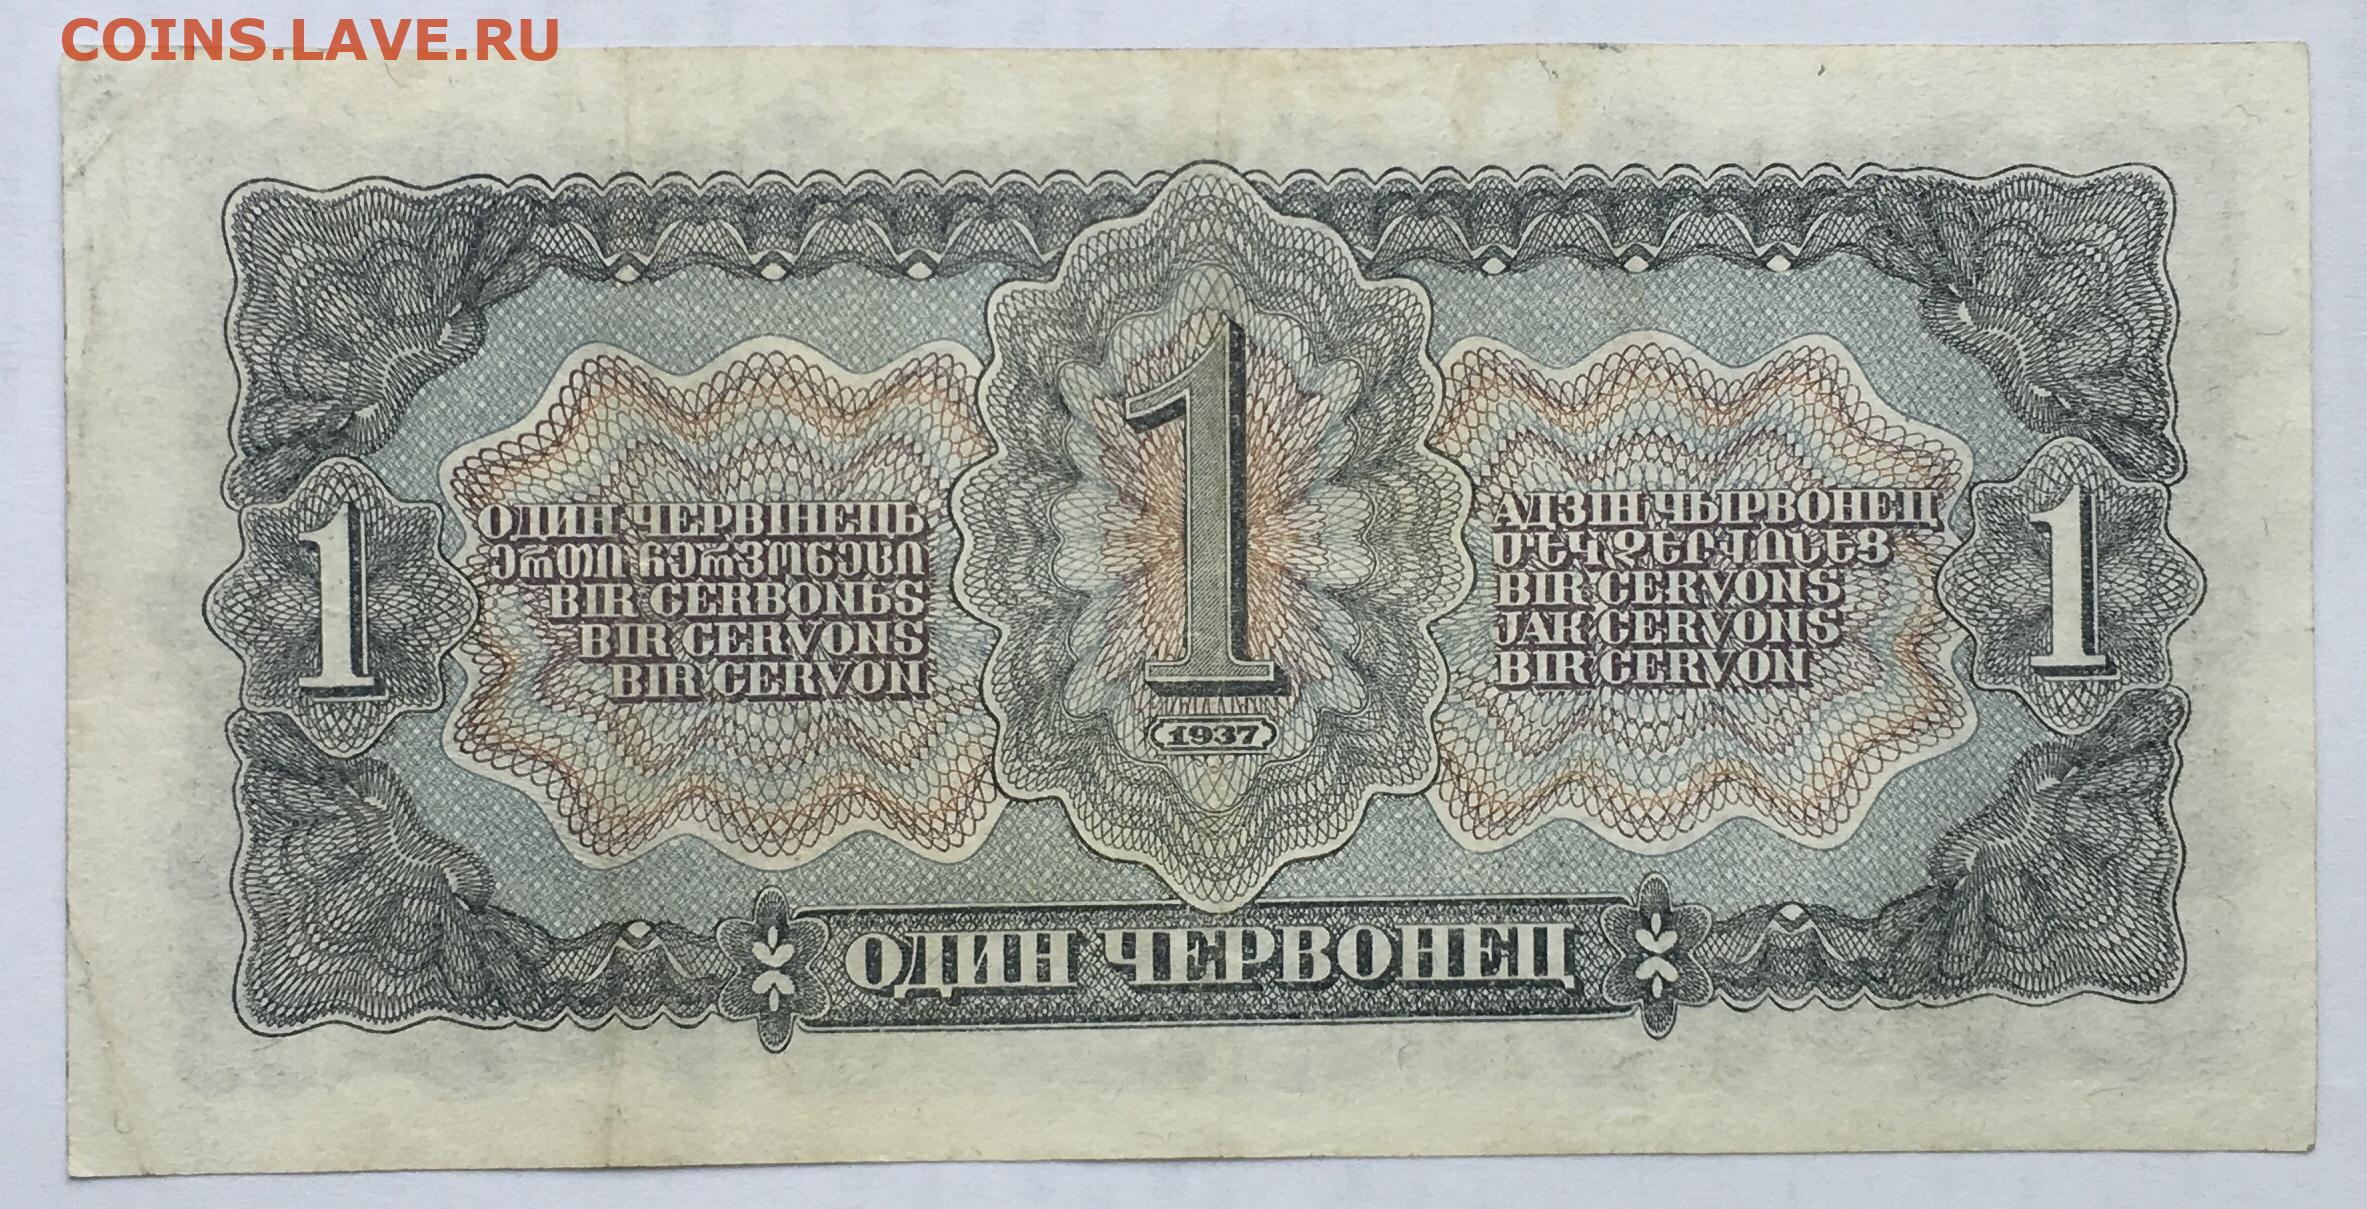 COINS.LAVE.RU
1
1
1
ОДИН ЧЕРВІНЕЦЬ
ერთი ჩერვონეცი
BIR CERBONЬS
BIR CERVONS
BIR CERVON
АДЗІН ЧЫРВОНЕЦ
ՄԵԿ ՉԵՐՎՈՆԵՑ
BIR CERVONS
JAK CERVONS
BIR CERVON
1937
ОДИН ЧЕРВОНЕЦ